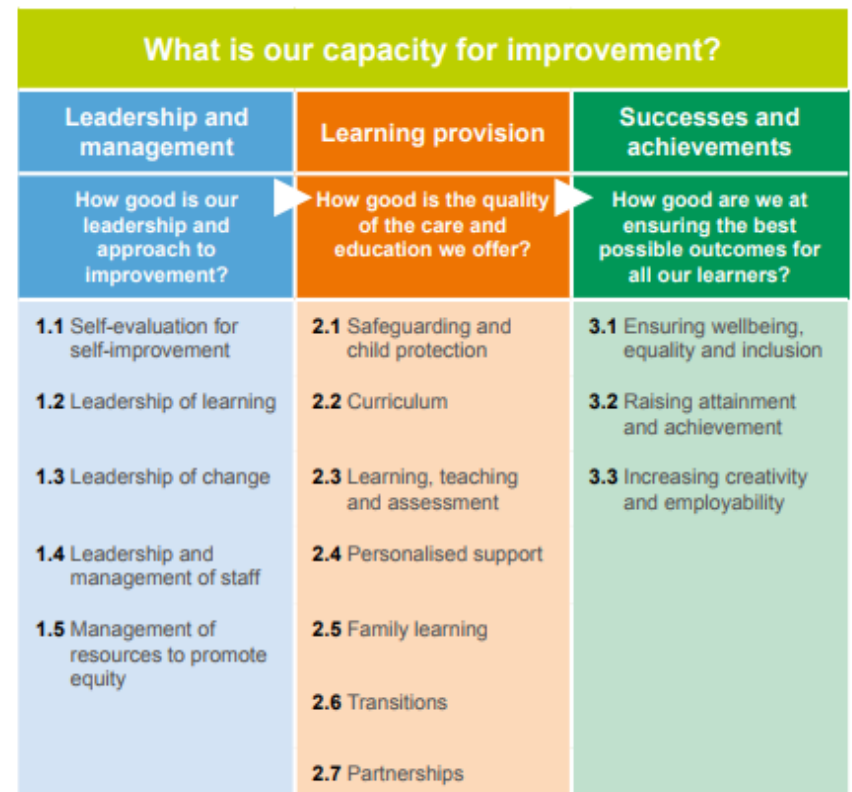 What is our capacity for improvement?
Leadership and
management
How good is our
leadership and
approach to
improvement?
1.1 Self-evaluation for
self-improvement
1.2 Leadership of learning
1.3 Leadership of change
1.4 Leadership and
management of staff
1.5 Management of
resources to promote
equity
Learning provision
How good is the quality
of the care and
education we offer?
2.1 Safeguarding and
child protection
2.2 Curriculum
2.3 Learning, teaching
and assessment
2.4 Personalised support
2.5 Family learning
2.6 Transitions
2.7 Partnerships
Successes and
achievements
How good are we at
ensuring the best
possible outcomes for
all our learners?
3.1 Ensuring wellbeing,
equality and inclusion
3.2 Raising attainment
and achievement
3.3 Increasing creativity
and employability